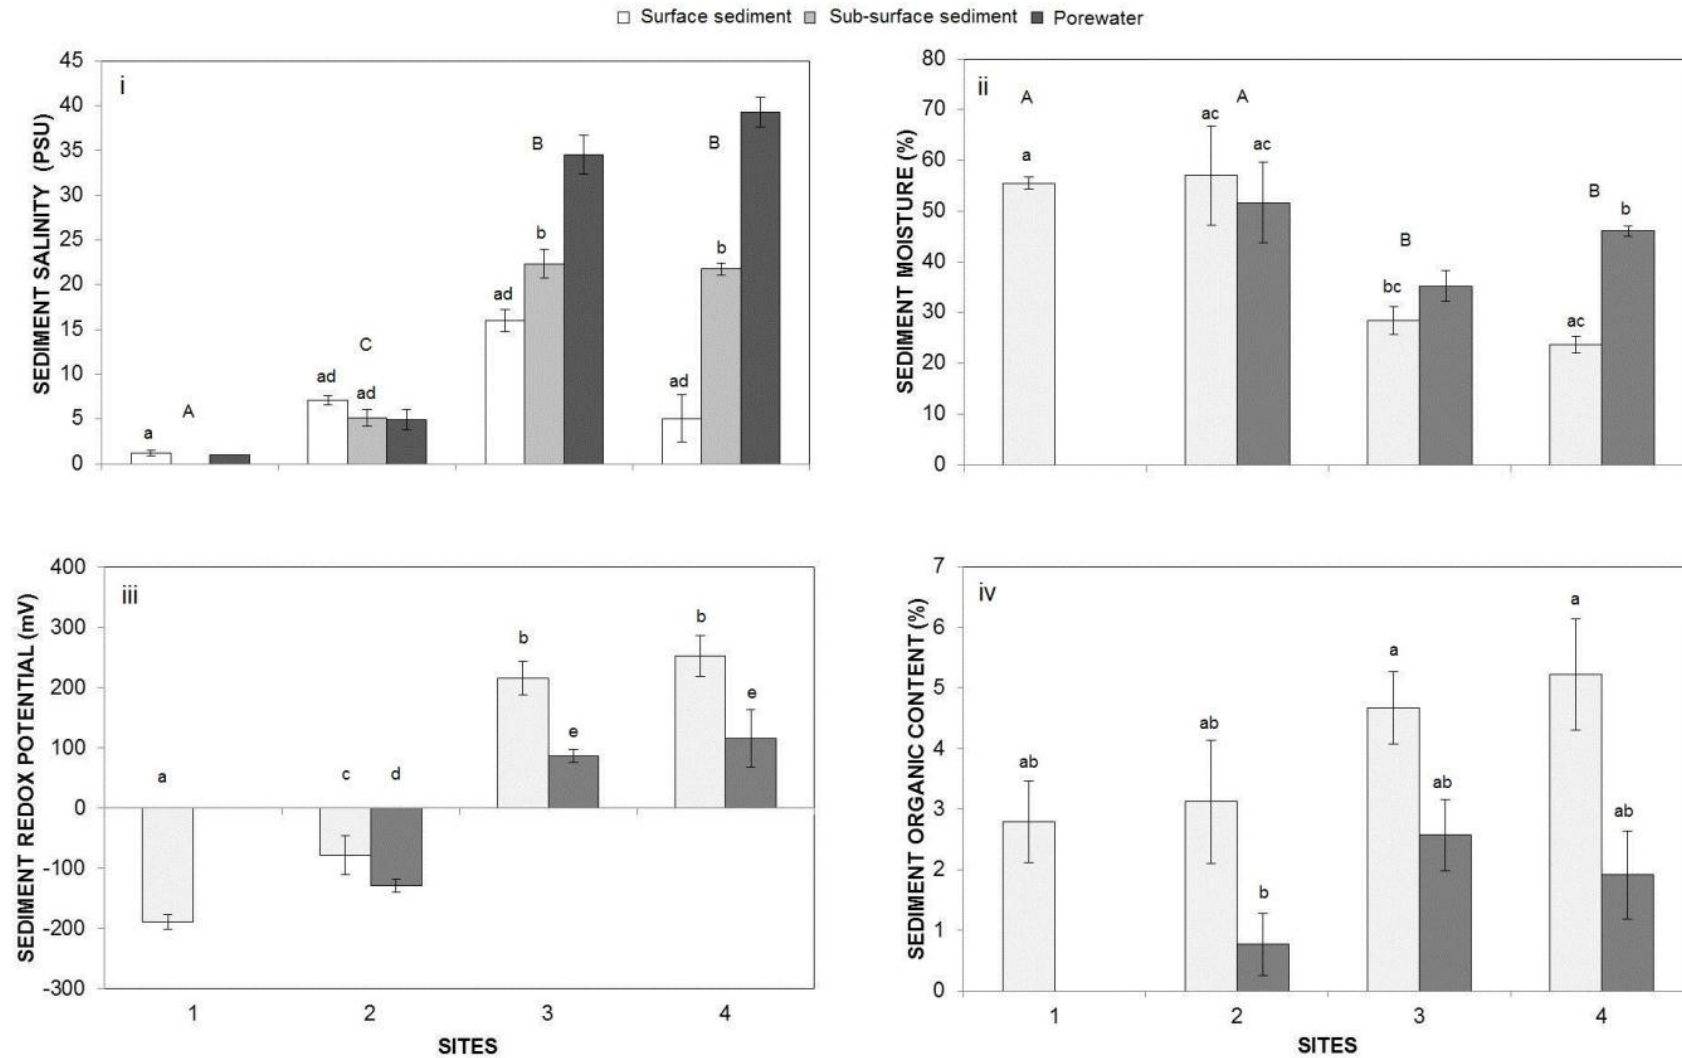 Surface sediment Sub-surface sediment Porewater
i
SEDIMENT SALINITY (PSU)
45
40
35
30
25
20
15
10
5
0
a
A
ad
ad
C
ad
b
B
ad
b
B
ii
SEDIMENT MOISTURE (%)
80
70
60
50
40
30
20
10
0
A
a
ac
A
ac
bc
B
ac
B
b
iii
SEDIMENT REDOX POTENTIAL (mV)
400
300
200
100
0
-100
-200
-300
a
c
d
b
e
b
e
1 2 3 4
SITES
iv
SEDIMENT ORGANIC CONTENT (%)
7
6
5
4
3
2
1
0
ab
ab
b
a
ab
a
ab
1 2 3 4
SITES